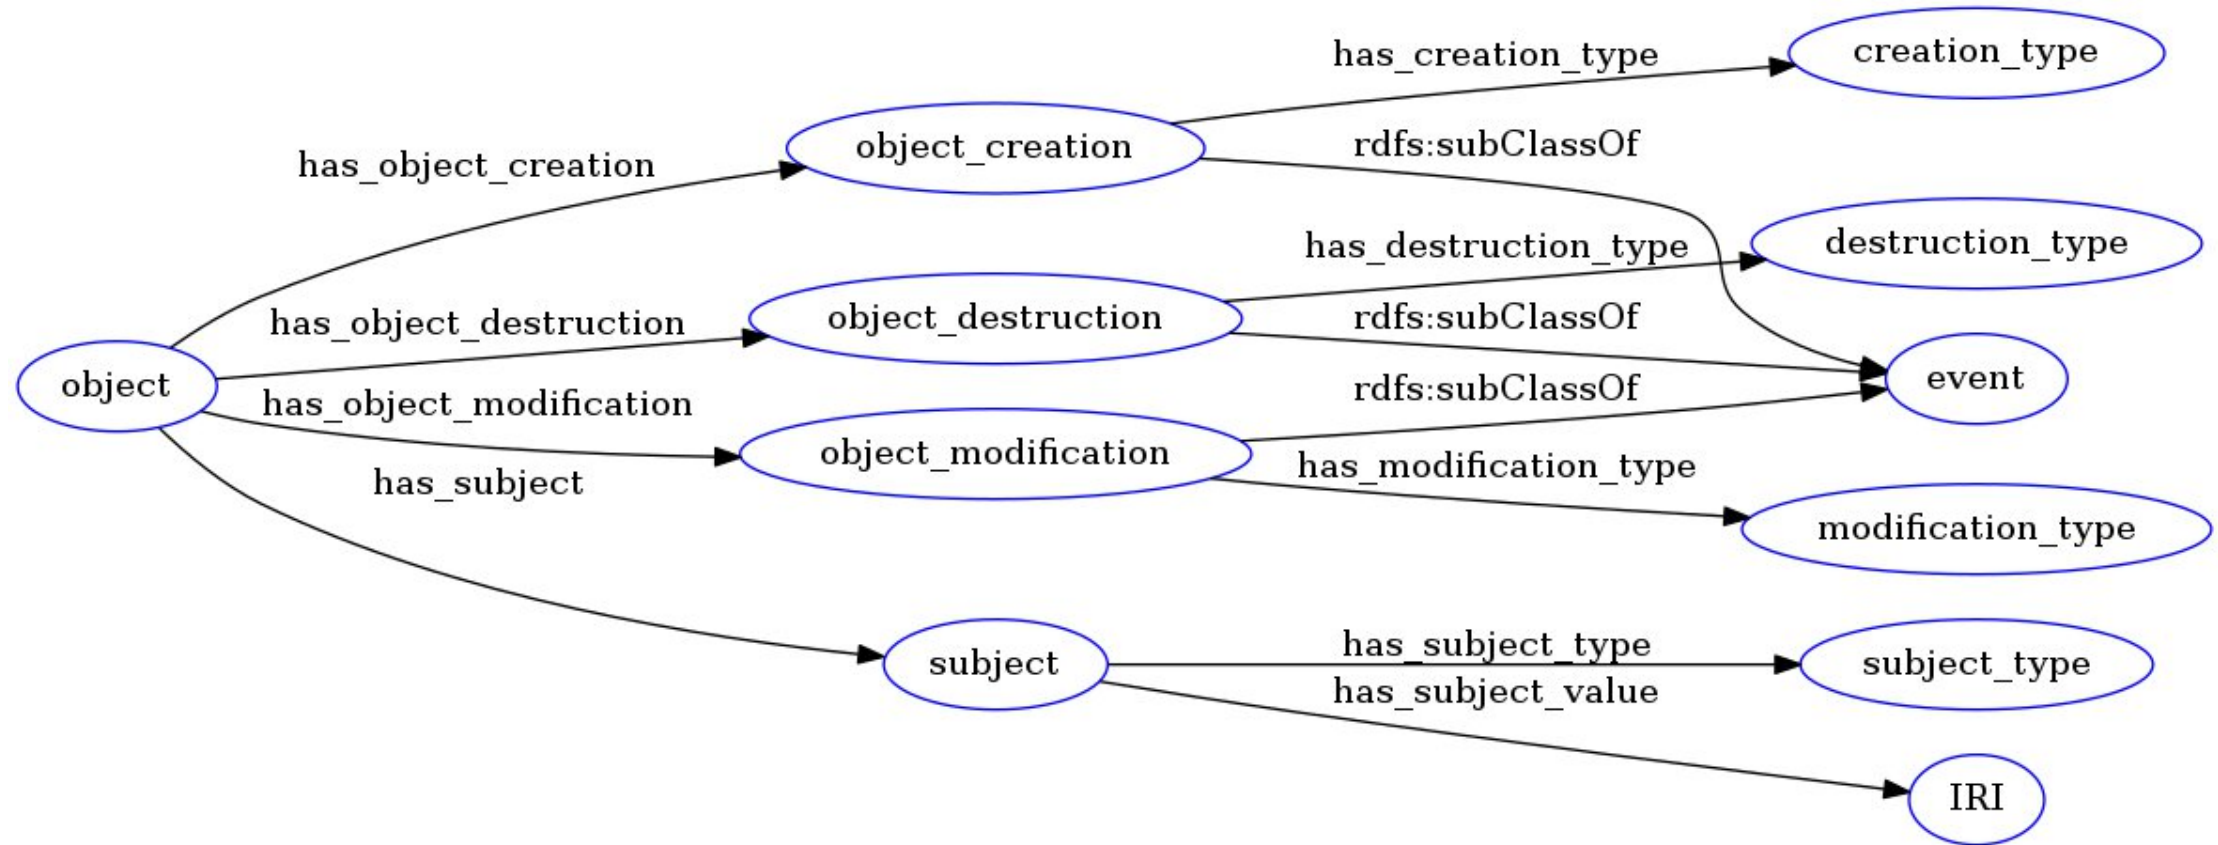 has_creation_type
creation_type
object_creation
rdfs:subClassOf
has_object_creation
has_destruction_type
destruction_type
has_object_destruction
object_destruction
rdfs:subClassOf
object
event
has_object_modification
rdfs:subClassOf
object_modification
has_modification_type
modification_type
has_subject
subject
has_subject_type
subject_type
has_subject_value
IRI